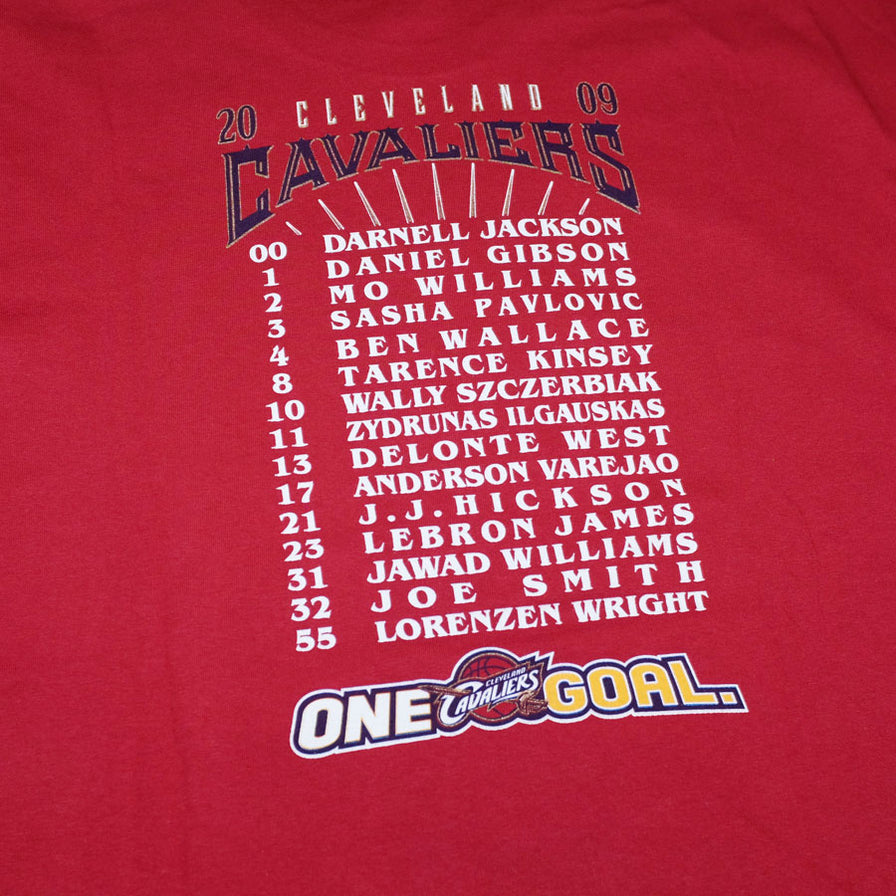 20 CLEVELAND 09
CAVALIERS
00 DARNELL JACKSON
1 DANIEL GIBSON
2 MO WILLIAMS
3 SASHA PAVLOVIC
4 BEN WALLACE
8 TARENCE KINSEY
10 WALLY SZCZERBIAK
11 ZYDRUNAS ILGAUSKAS
13 DELONTE WEST
17 ANDERSON VAREJAO
21 J.J.HICKSON
23 LEBRON JAMES
31 JAWAD WILLIAMS
32 JOE SMITH
55 LORENZEN WRIGHT
ONE CLEVELAND CAVALIERS GOAL.